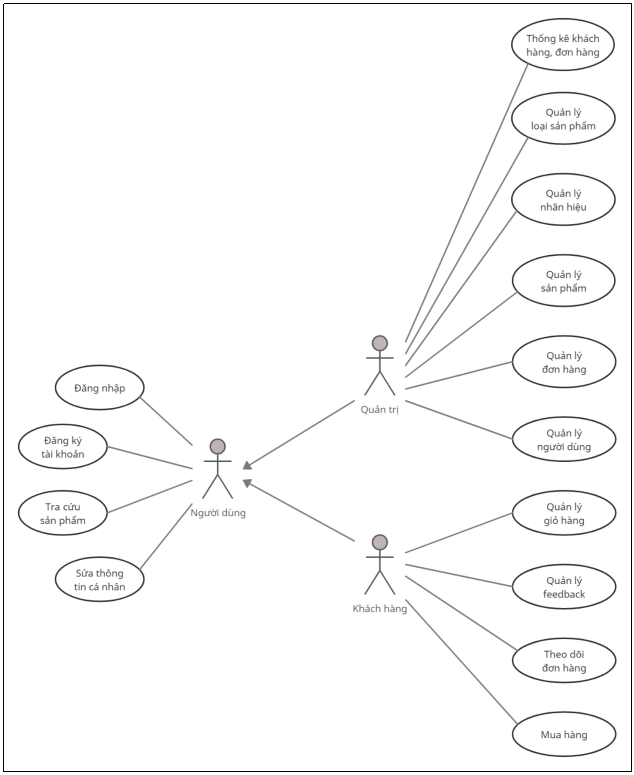 Thống kê khách
hàng, đơn hàng
Quản lý
loại sản phẩm
Quản lý
nhãn hiệu
Quản lý
sản phẩm
Quản lý
đơn hàng
Quản lý
người dùng
Quản trị
Đăng nhập
Đăng ký
tài khoản
Tra cứu
sản phẩm
Sửa thông
tin cá nhân
Người dùng
Khách hàng
Quản lý
giỏ hàng
Quản lý
feedback
Theo dõi
đơn hàng
Mua hàng